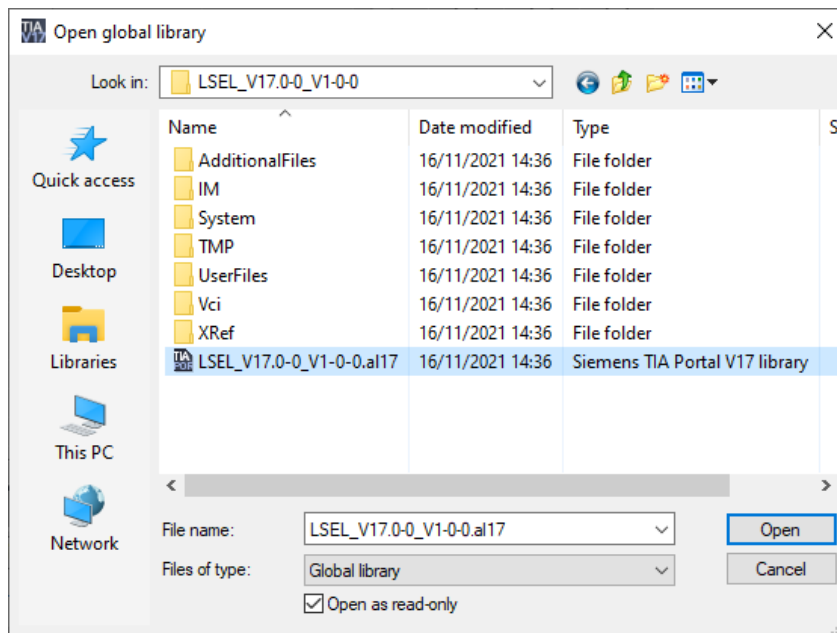 TIA V17 Open global library
Look in: LSEL_V17.0-0_V1-0-0
Name Date modified Type S
AdditionalFiles 16/11/2021 14:36 File folder
IM 16/11/2021 14:36 File folder
System 16/11/2021 14:36 File folder
TMP 16/11/2021 14:36 File folder
UserFiles 16/11/2021 14:36 File folder
Vci 16/11/2021 14:36 File folder
XRef 16/11/2021 14:36 File folder
LSEL_V17.0-0_V1-0-0.al17 16/11/2021 14:36 Siemens TIA Portal V17 library
Quick access
Desktop
Libraries
This PC
Network
File name: LSEL_V17.0-0_V1-0-0.al17 Open
Files of type: Global library Cancel
Open as read-only